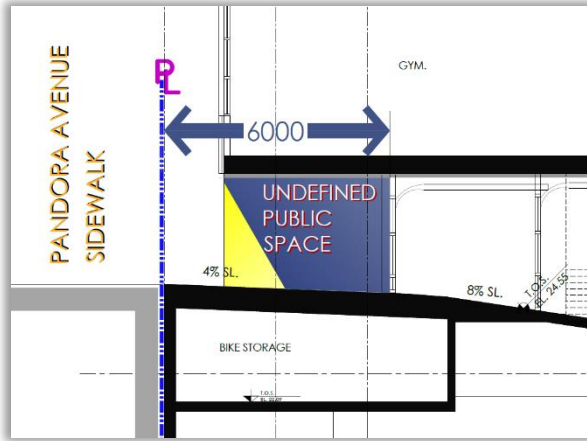 PANDORA AVENUE
SIDEWALK
PL
GYM.
6000
UNDEFINED
PUBLIC
SPACE
4% SL.
8% SL.
T.O.S.
EL. 24.55
BIKE STORAGE
T.O.S.